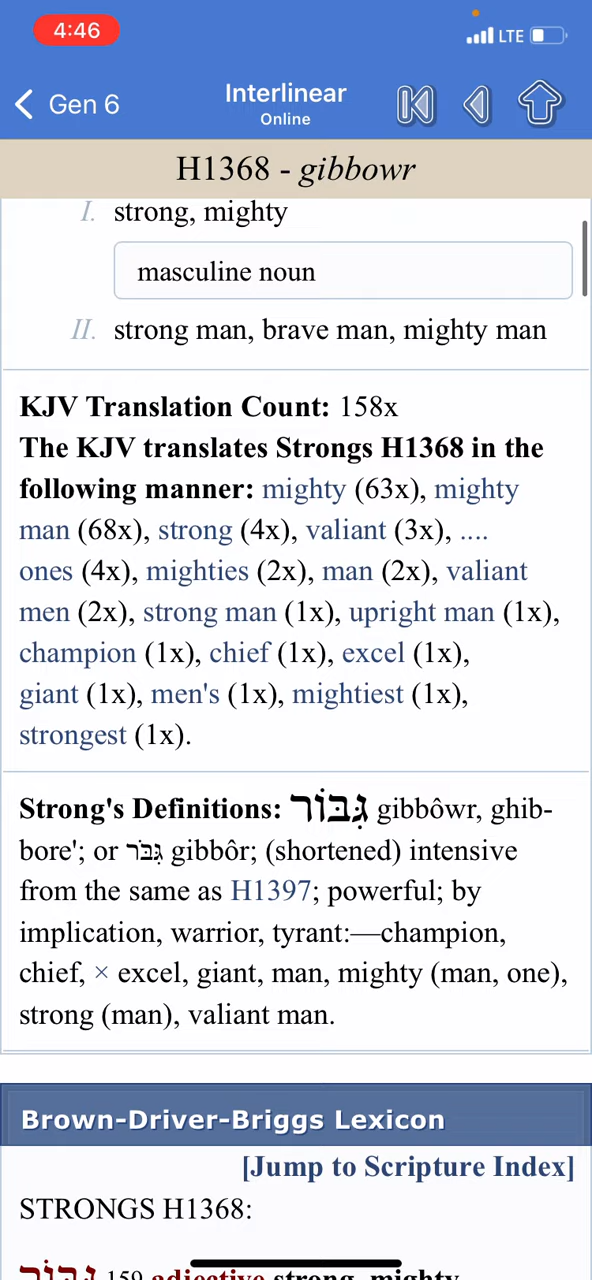 4:46
LTE
Gen 6
Interlinear
Online
H1368 - gibbowr
I. strong, mighty
masculine noun
II. strong man, brave man, mighty man
KJV Translation Count: 158x
The KJV translates Strongs H1368 in the
following manner: mighty (63x), mighty
man (68x), strong (4x), valiant (3x), ....
ones (4x), mighties (2x), man (2x), valiant
men (2x), strong man (1x), upright man (1x),
champion (1x), chief (1x), excel (1x),
giant (1x), men's (1x), mightiest (1x),
strongest (1x).
Strong's Definitions: גִּבּוֹר gibbôwr, ghib-
bore'; or גִּבֹּר gibbôr; (shortened) intensive
from the same as H1397; powerful; by
implication, warrior, tyrant:—champion,
chief, × excel, giant, man, mighty (man, one),
strong (man), valiant man.
Brown-Driver-Briggs Lexicon
[Jump to Scripture Index]
STRONGS H1368:
גִּבּוֹר 159 adjective strong, mighty